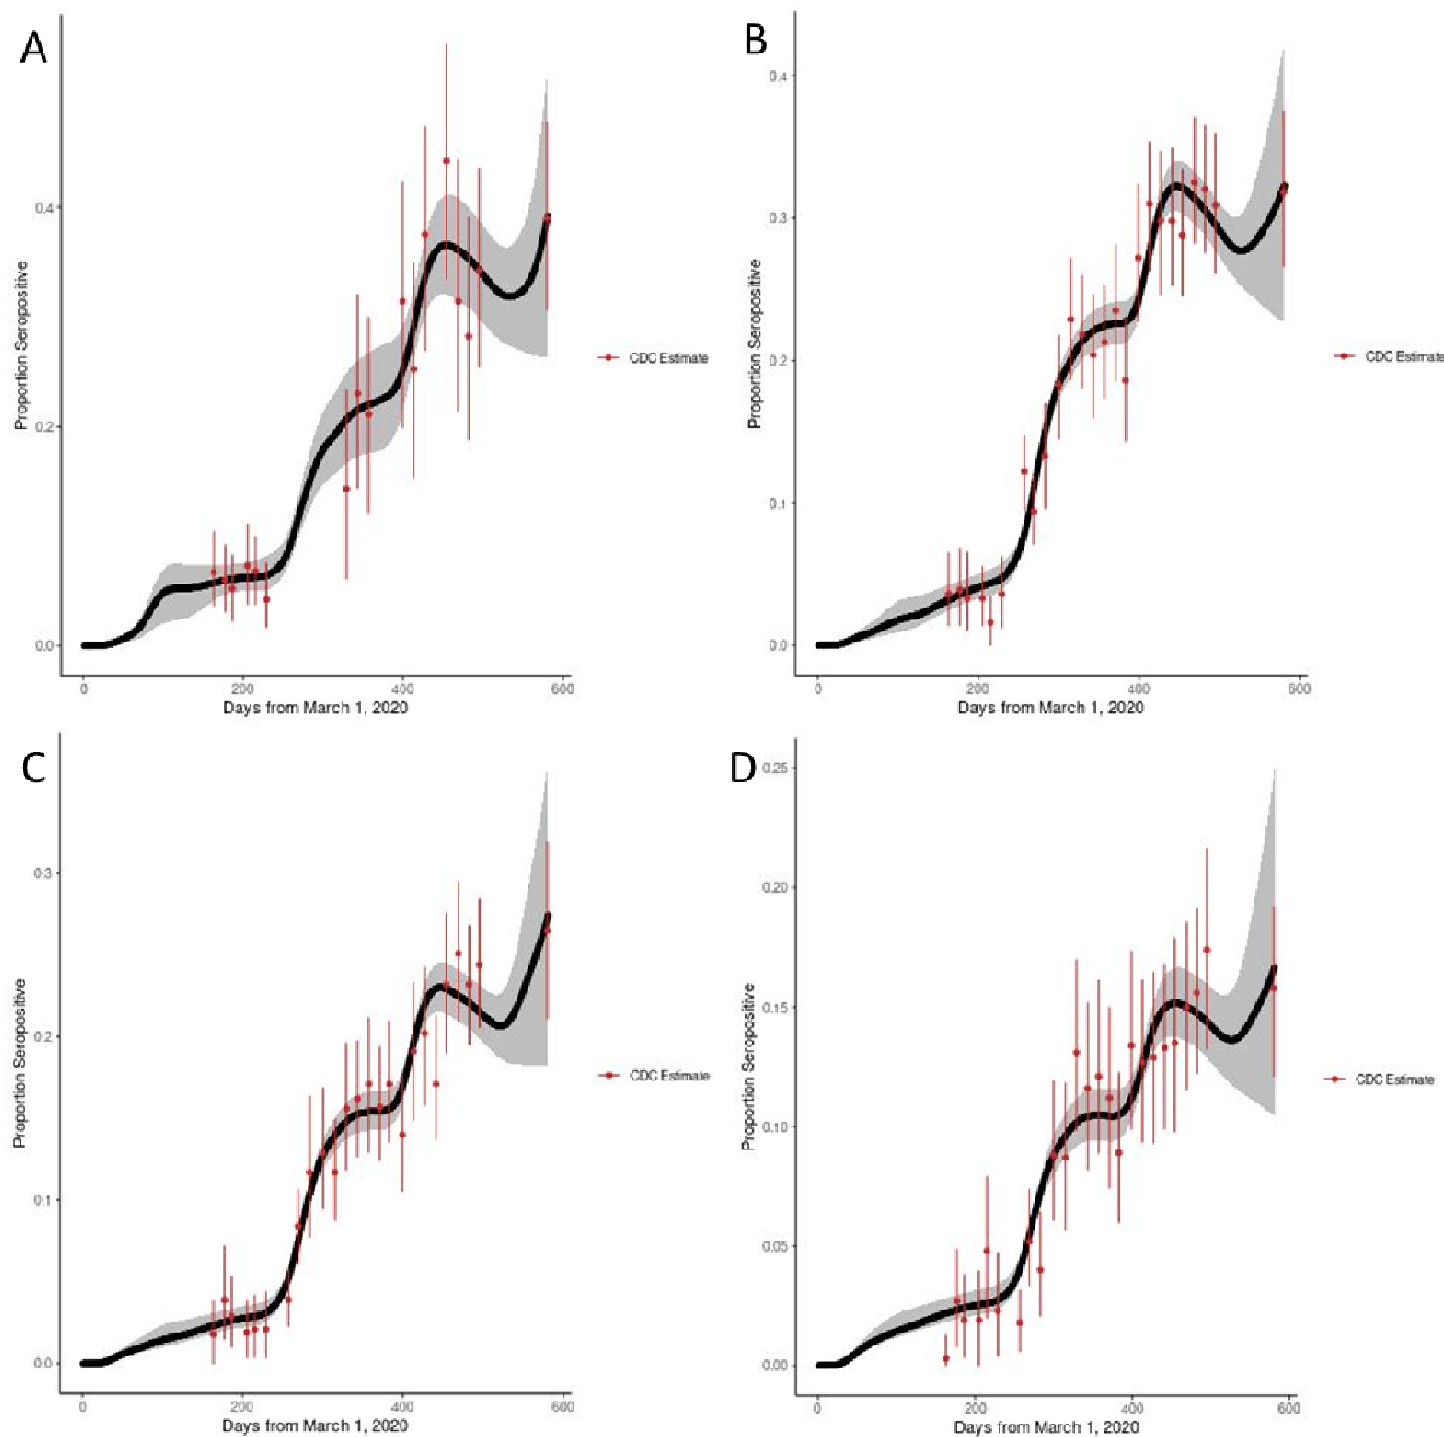 A
0.4
0.2
0.0
Proportion Seropositive
CDC Estimate
0 200 400 600
Days from March 1, 2020
B
0.4
0.3
0.2
0.1
0.0
Proportion Seropositive
CDC Estimate
0 200 400 600
Days from March 1, 2020
C
0.3
0.2
0.1
0.0
Proportion Seropositive
CDC Estimate
0 200 400 600
Days from March 1, 2020
D
0.25
0.20
0.15
0.10
0.05
0.00
Proportion Seropositive
CDC Estimate
0 200 400 600
Days from March 1, 2020